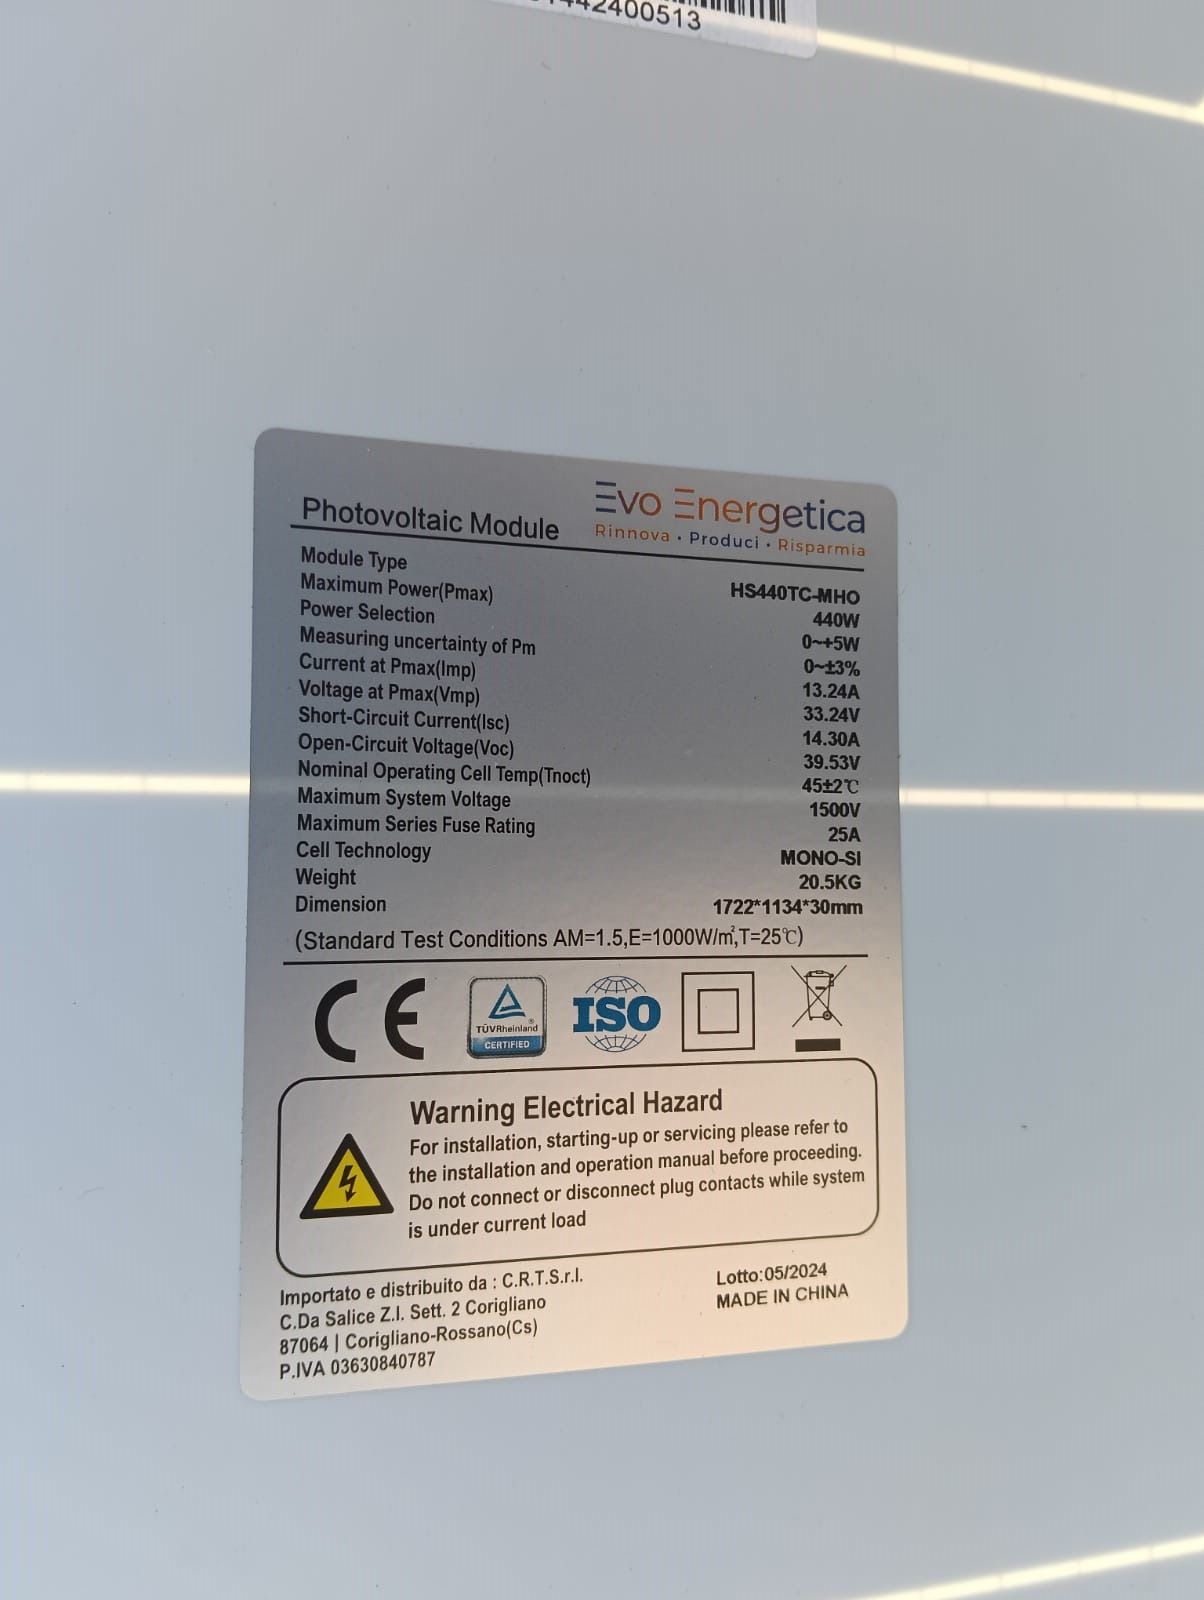 42400513
Photovoltaic Module
Evo Energetica
Rinnova · Produci · Risparmia
Module Type HS440TC-MHO
Maximum Power(Pmax) 440W
Power Selection 0~+5W
Measuring uncertainty of Pm 0~±3%
Current at Pmax(Imp) 13.24A
Voltage at Pmax(Vmp) 33.24V
Short-Circuit Current(Isc) 14.30A
Open-Circuit Voltage(Voc) 39.53V
Nominal Operating Cell Temp(Tnoct) 45±2℃
Maximum System Voltage 1500V
Maximum Series Fuse Rating 25A
Cell Technology MONO-SI
Weight 20.5KG
Dimension 1722*1134*30mm
(Standard Test Conditions AM=1.5,E=1000W/㎡,T=25℃)
CE
TÜVRheinland®
CERTIFIED
ISO
Warning Electrical Hazard
For installation, starting-up or servicing please refer to
the installation and operation manual before proceeding.
Do not connect or disconnect plug contacts while system
is under current load
Importato e distribuito da : C.R.T.S.r.l.
C.Da Salice Z.I. Sett. 2 Corigliano
87064 | Corigliano-Rossano(Cs)
P.IVA 03630840787
Lotto:05/2024
MADE IN CHINA